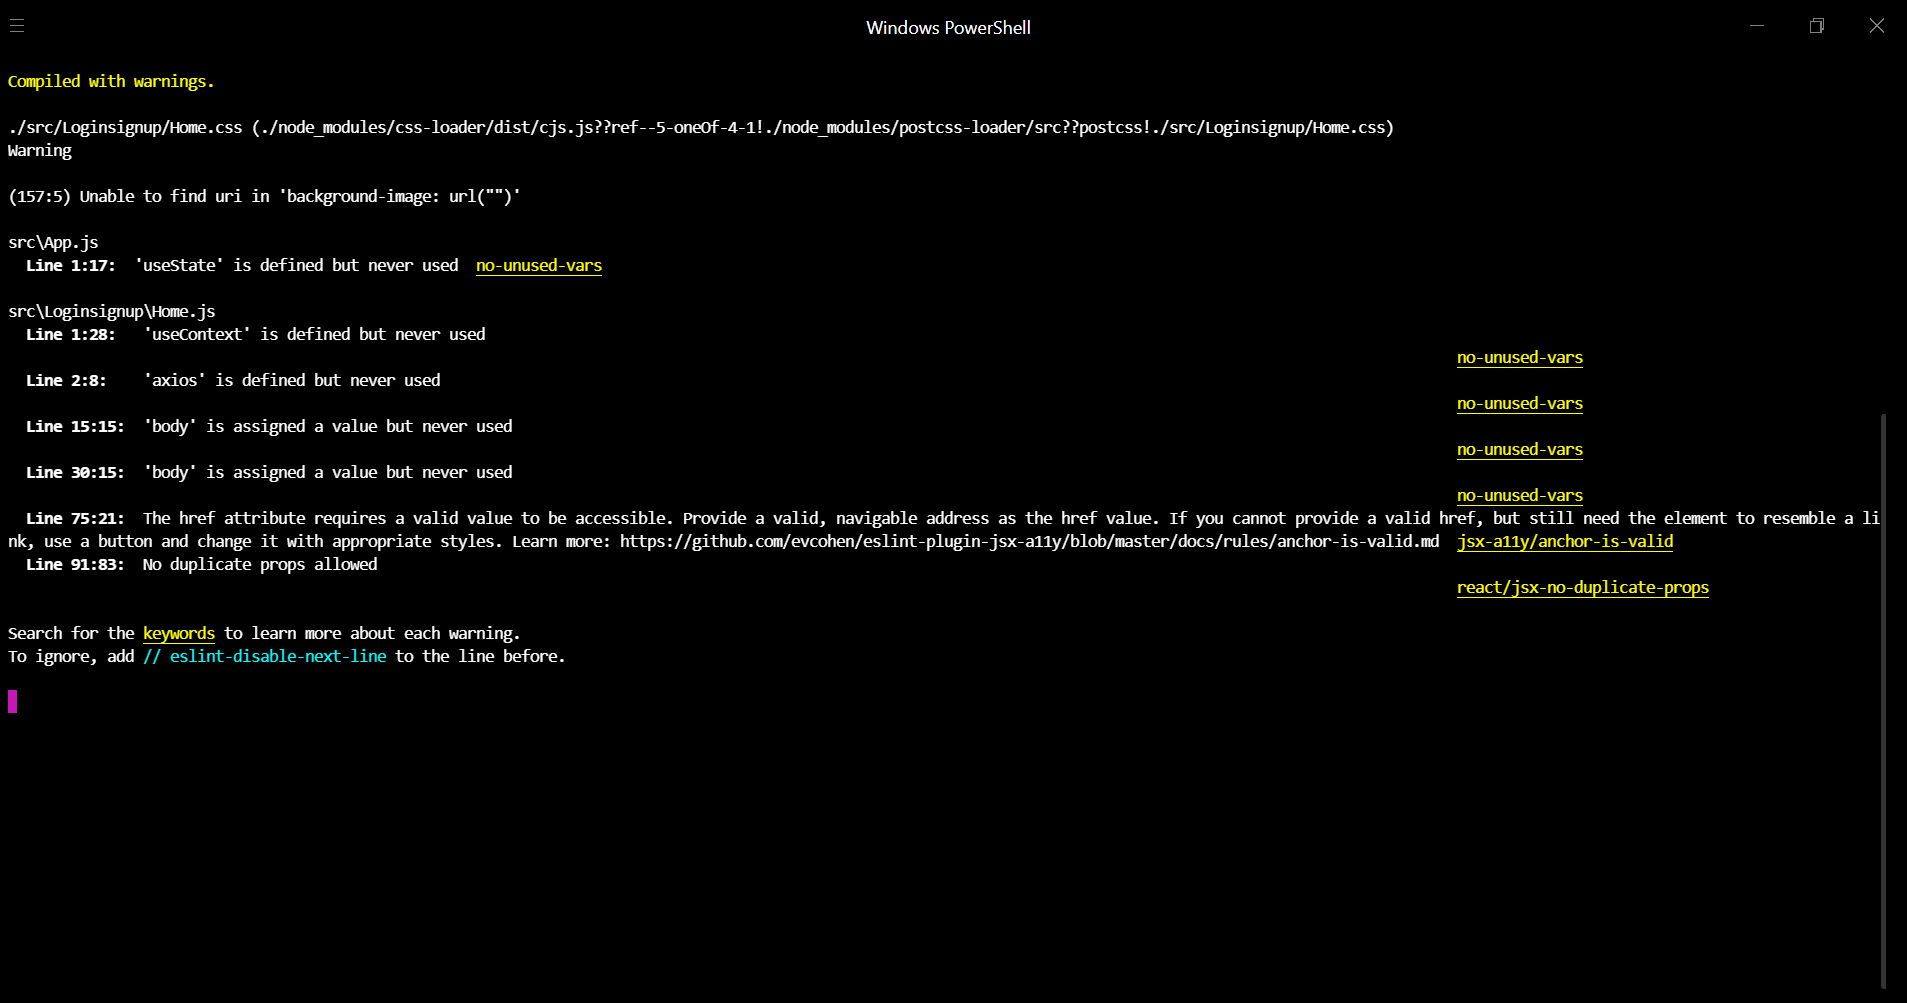 Windows PowerShell
Compiled with warnings.
./src/Loginsignup/Home.css (./node_modules/css-loader/dist/cjs.js??ref--5-oneOf-4-1!./node_modules/postcss-loader/src??postcss!./src/Loginsignup/Home.css)
Warning
(157:5) Unable to find uri in 'background-image: url("")'
src\App.js
Line 1:17:  'useState' is defined but never used  no-unused-vars
src\Loginsignup\Home.js
Line 1:28:   'useContext' is defined but never used
no-unused-vars
Line 2:8:    'axios' is defined but never used
no-unused-vars
Line 15:15:  'body' is assigned a value but never used
no-unused-vars
Line 30:15:  'body' is assigned a value but never used
no-unused-vars
Line 75:21:  The href attribute requires a valid value to be accessible. Provide a valid, navigable address as the href value. If you cannot provide a valid href, but still need the element to resemble a li
nk, use a button and change it with appropriate styles. Learn more: https://github.com/evcohen/eslint-plugin-jsx-a11y/blob/master/docs/rules/anchor-is-valid.md  jsx-a11y/anchor-is-valid
Line 91:83:  No duplicate props allowed
react/jsx-no-duplicate-props
Search for the keywords to learn more about each warning.
To ignore, add // eslint-disable-next-line to the line before.